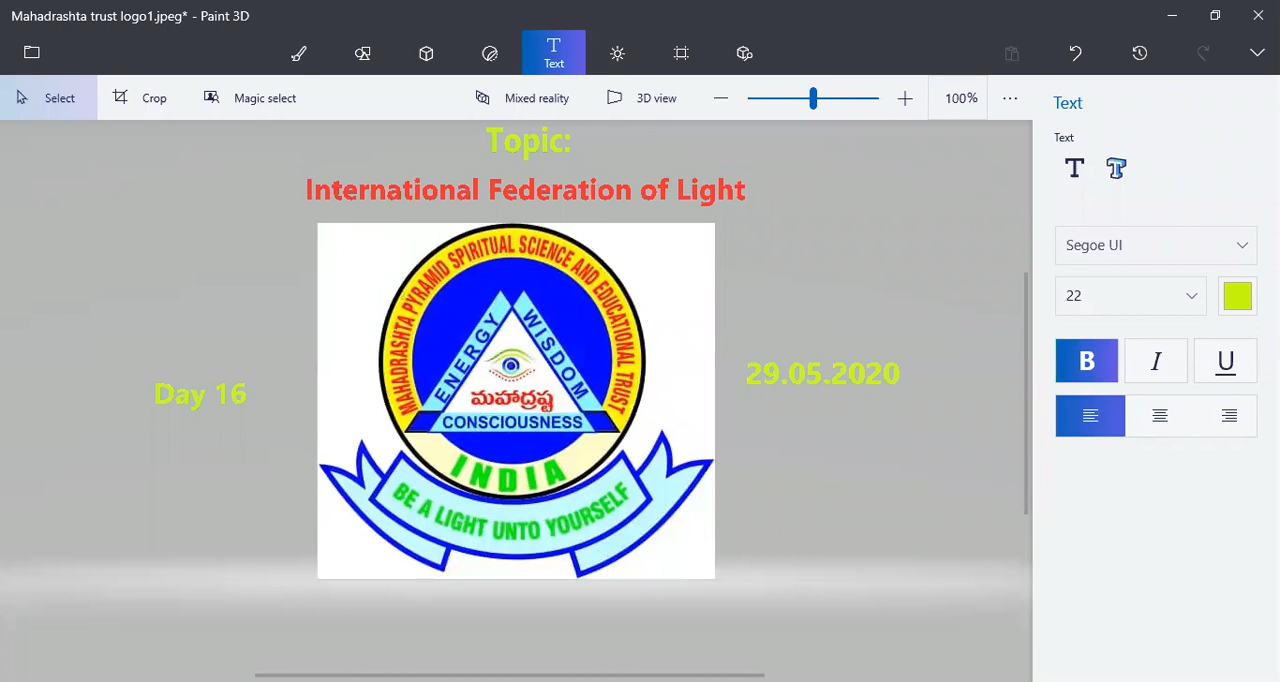 Mahadrashta trust logo1.jpeg* - Paint 3D
Text
Select
Crop
Magic select
Mixed reality
3D view
100%
Text
Text
Segoe UI
22
B I U
Topic:
International Federation of Light
MAHADRASHTA PYRAMID SPIRITUAL SCIENCE AND EDUCATIONAL TRUST
ENERGY
WISDOM
మహాద్రష్ట
CONSCIOUSNESS
INDIA
BE A LIGHT UNTO YOURSELF
Day 16
29.05.2020